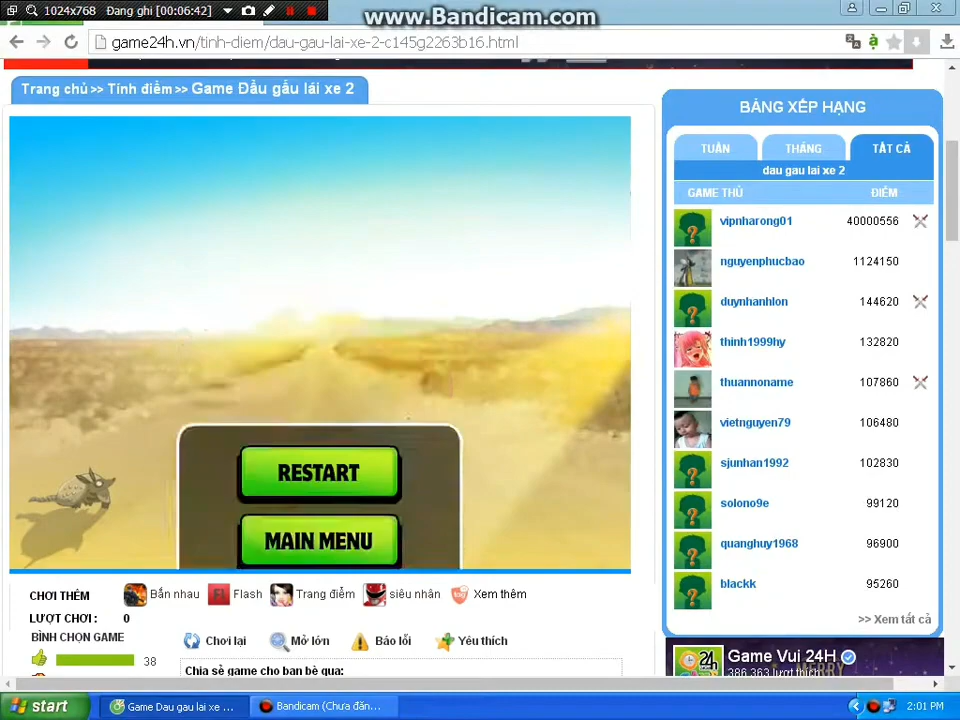 1024x768 Đang ghi [00:06:42]
www.Bandicam.com
game24h.vn/tinh-diem/dau-gau-lai-xe-2-c145g2263b16.html
Trang chủ >> Tính điểm >> Game Đầu gấu lái xe 2
BẢNG XẾP HẠNG
TUẦN THÁNG TẤT CẢ
dau gau lai xe 2
GAME THỦ ĐIỂM
vipnharong01 40000556
nguyenphucbao 1124150
duynhanhlon 144620
thinh1999hy 132820
thuannoname 107860
vietnguyen79 106480
sjunhan1992 102830
solono9e 99120
quanghuy1968 96900
blackk 95260
>> Xem tất cả
RESTART
MAIN MENU
CHƠI THÊM Bắn nhau Flash Trang điểm siêu nhân Xem thêm
LƯỢT CHƠI : 0
BÌNH CHỌN GAME
38
Chơi lại Mở lớn Báo lỗi Yêu thích
Chia sẻ game cho bạn bè qua:
24H
Game Vui 24H
386.363 lượt thích
MERRY
start
Game Dau gau lai xe ...
Bandicam (Chưa đăn...
2:01 PM